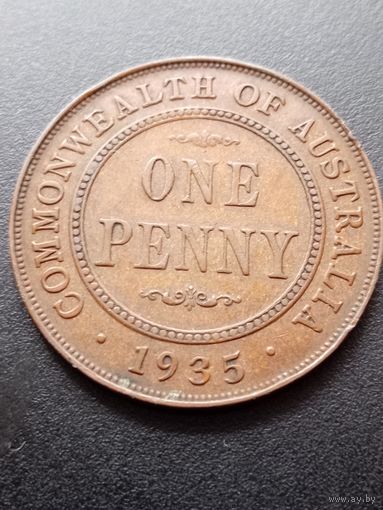 COMMONWEALTH OF AUSTRALIA
ONE
PENNY
· 1935 ·
www.ay.by